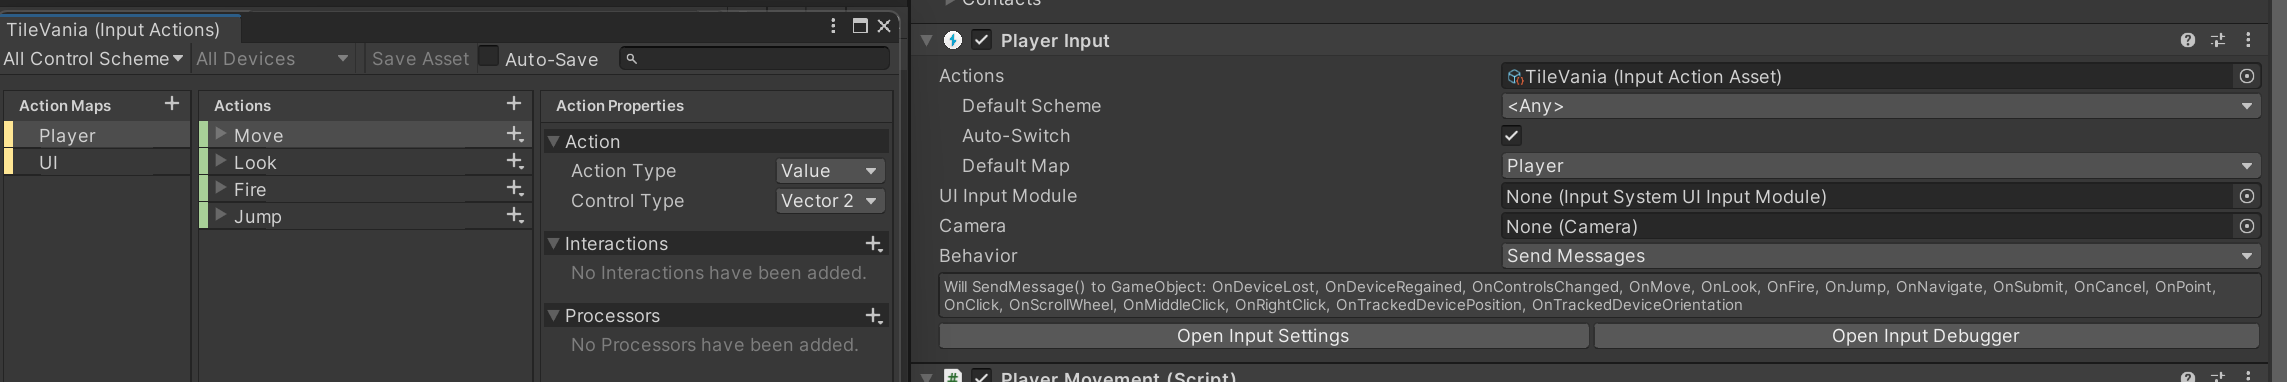 TileVania (Input Actions)
All Control Scheme
All Devices
Save Asset
Auto-Save
Action Maps
Player
UI
Actions
Move
Look
Fire
Jump
Action Properties
Action
Action Type
Value
Control Type
Vector 2
Interactions
No Interactions have been added.
Processors
No Processors have been added.
Contacts
Player Input
Actions
TileVania (Input Action Asset)
Default Scheme
<Any>
Auto-Switch
Default Map
Player
UI Input Module
None (Input System UI Input Module)
Camera
None (Camera)
Behavior
Send Messages
Will SendMessage() to GameObject: OnDeviceLost, OnDeviceRegained, OnControlsChanged, OnMove, OnLook, OnFire, OnJump, OnNavigate, OnSubmit, OnCancel, OnPoint,
OnClick, OnScrollWheel, OnMiddleClick, OnRightClick, OnTrackedDevicePosition, OnTrackedDeviceOrientation
Open Input Settings
Open Input Debugger
Player Movement (Script)